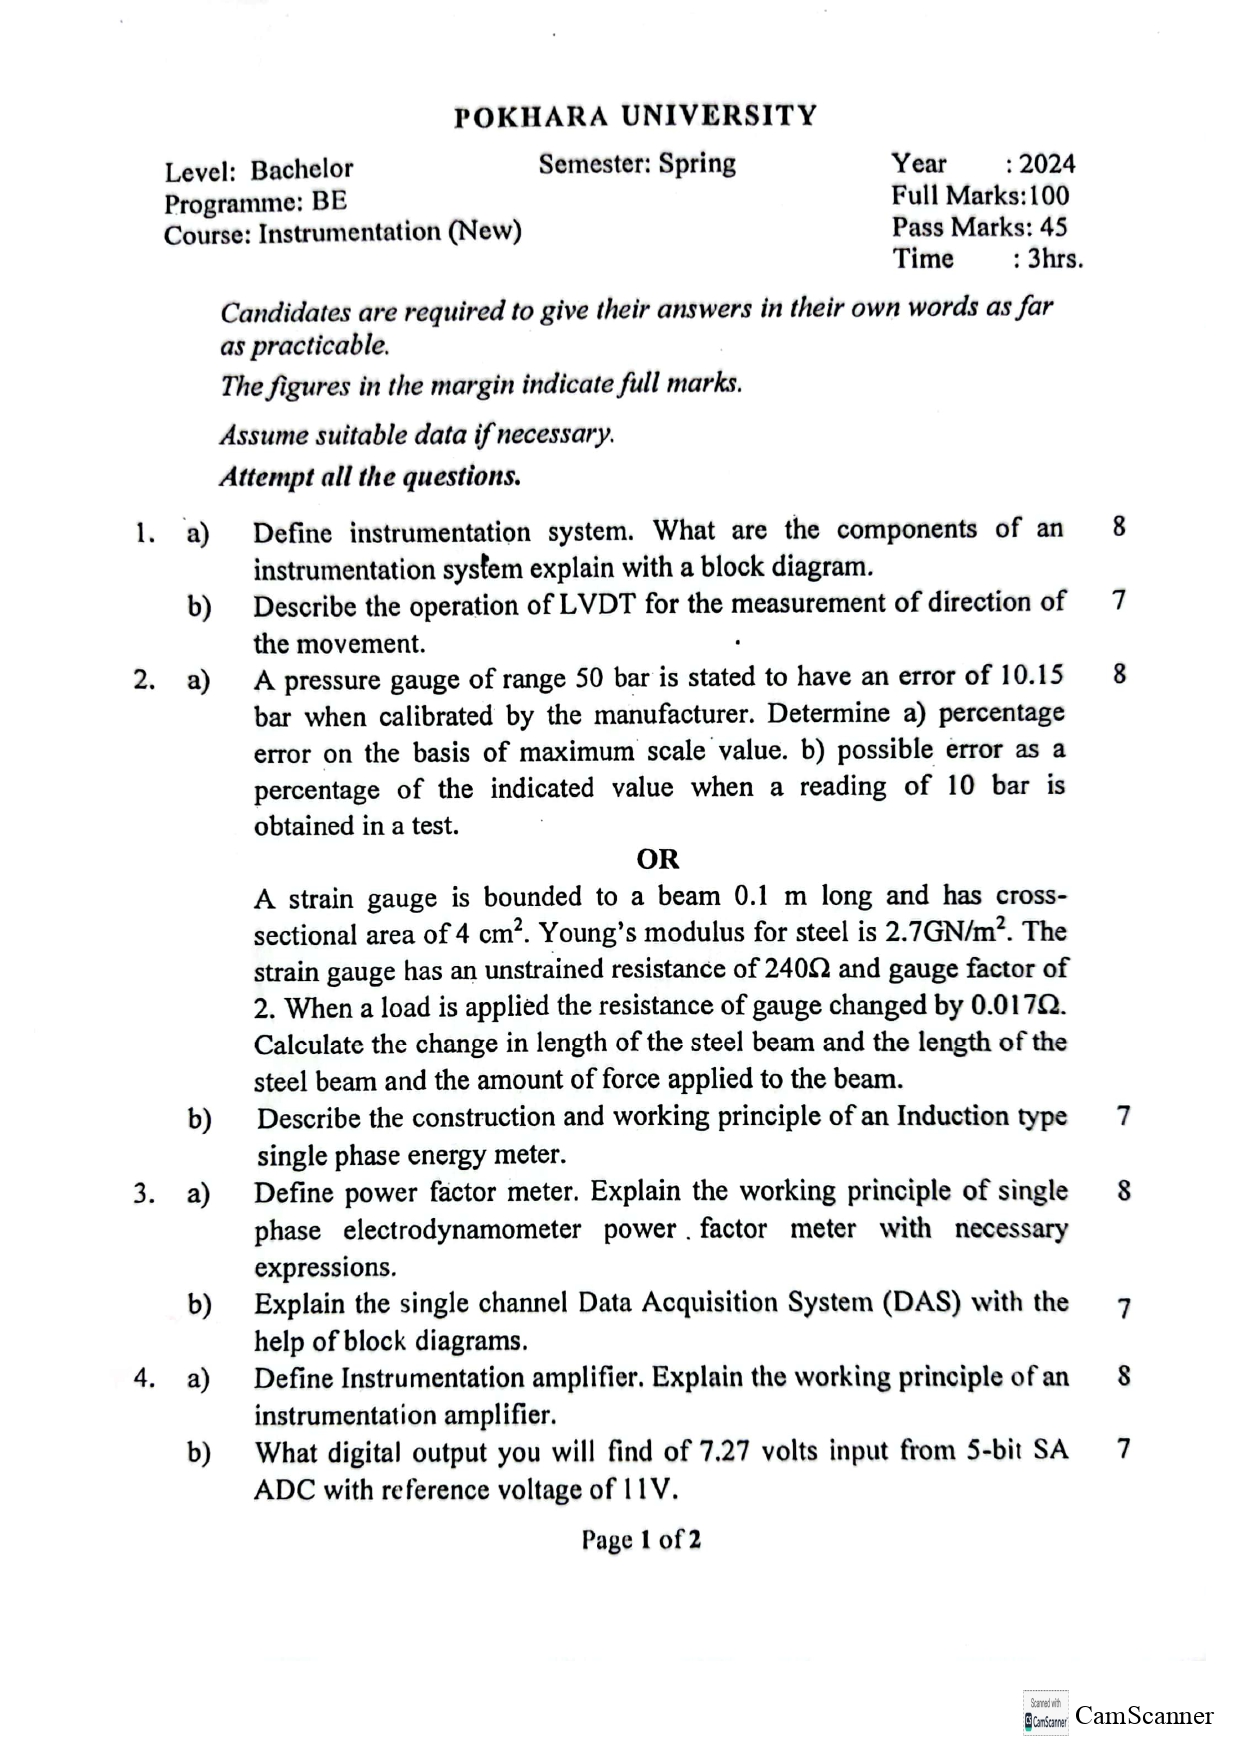 POKHARA UNIVERSITY
Level: Bachelor Semester: Spring Year : 2024
Programme: BE Full Marks:100
Course: Instrumentation (New) Pass Marks: 45
Time : 3hrs.
Candidates are required to give their answers in their own words as far
as practicable.
The figures in the margin indicate full marks.
Assume suitable data if necessary.
Attempt all the questions.
1. a) Define instrumentation system. What are the components of an 8
instrumentation system explain with a block diagram.
b) Describe the operation of LVDT for the measurement of direction of 7
the movement.
2. a) A pressure gauge of range 50 bar is stated to have an error of 10.15 8
bar when calibrated by the manufacturer. Determine a) percentage
error on the basis of maximum scale value. b) possible error as a
percentage of the indicated value when a reading of 10 bar is
obtained in a test.
OR
A strain gauge is bounded to a beam 0.1 m long and has cross-
sectional area of 4 cm². Young's modulus for steel is 2.7GN/m². The
strain gauge has an unstrained resistance of 240Ω and gauge factor of
2. When a load is applied the resistance of gauge changed by 0.017Ω.
Calculate the change in length of the steel beam and the length of the
steel beam and the amount of force applied to the beam.
b) Describe the construction and working principle of an Induction type 7
single phase energy meter.
3. a) Define power factor meter. Explain the working principle of single 8
phase electrodynamometer power . factor meter with necessary
expressions.
b) Explain the single channel Data Acquisition System (DAS) with the 7
help of block diagrams.
4. a) Define Instrumentation amplifier. Explain the working principle of an 8
instrumentation amplifier.
b) What digital output you will find of 7.27 volts input from 5-bit SA 7
ADC with reference voltage of 11V.
Page 1 of 2
Scanned with
CamScanner
CamScanner